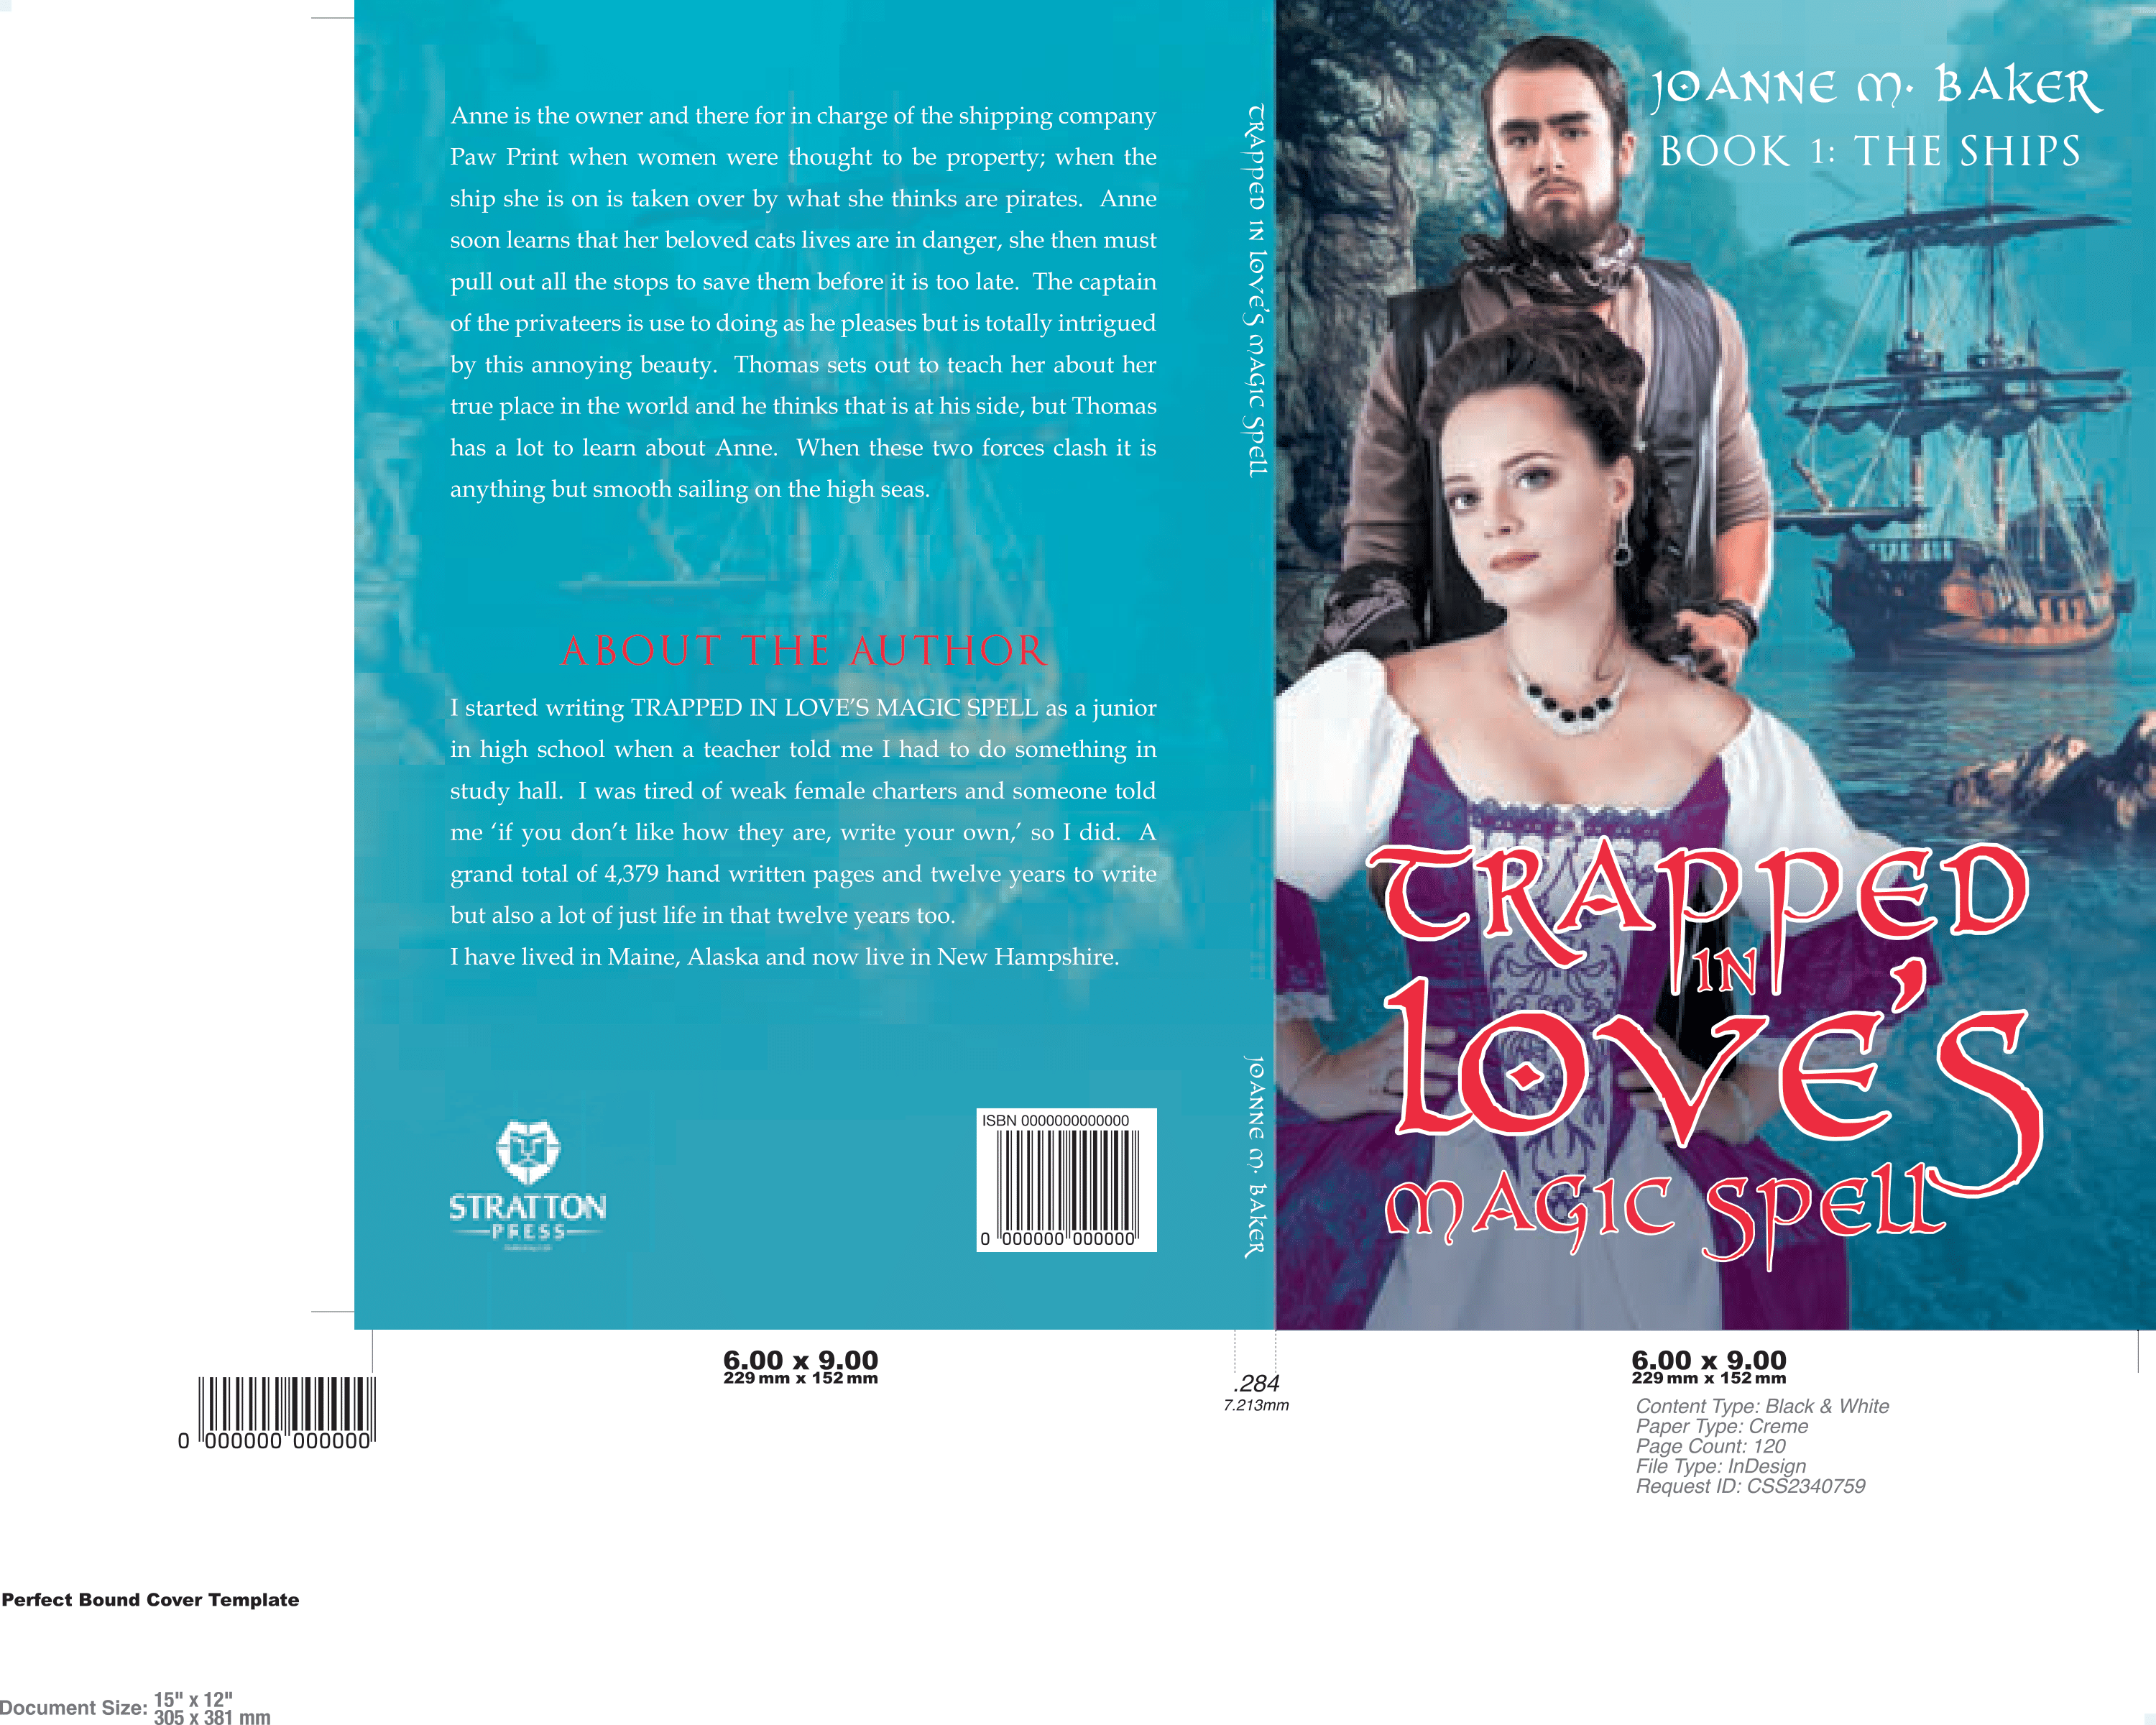 Anne is the owner and there for in charge of the shipping company
Paw Print when women were thought to be property; when the
ship she is on is taken over by what she thinks are pirates. Anne
soon learns that her beloved cats lives are in danger, she then must
pull out all the stops to save them before it is too late. The captain
of the privateers is use to doing as he pleases but is totally intrigued
by this annoying beauty. Thomas sets out to teach her about her
true place in the world and he thinks that is at his side, but Thomas
has a lot to learn about Anne. When these two forces clash it is
anything but smooth sailing on the high seas.
ABOUT THE AUTHOR
I started writing TRAPPED IN LOVE'S MAGIC SPELL as a junior
in high school when a teacher told me I had to do something in
study hall. I was tired of weak female charters and someone told
me ‘if you don’t like how they are, write your own,’ so I did. A
grand total of 4,379 hand written pages and twelve years to write
but also a lot of just life in that twelve years too.
I have lived in Maine, Alaska and now live in New Hampshire.
STRATTON
PRESS
ISBN 0000000000000
0 000000 000000
TRAPPED IN LOVE'S MAGIC SPELL
JOANNE M. BAKER
JOANNE M. BAKER
BOOK 1: THE SHIPS
TRAPPED
IN
LOVE'S
MAGIC SPELL
6.00 x 9.00
229 mm x 152 mm
.284
7.213mm
6.00 x 9.00
229 mm x 152 mm
Content Type: Black & White
Paper Type: Creme
Page Count: 120
File Type: InDesign
Request ID: CSS2340759
0 000000 000000
Perfect Bound Cover Template
Document Size: 15" x 12"
305 x 381 mm